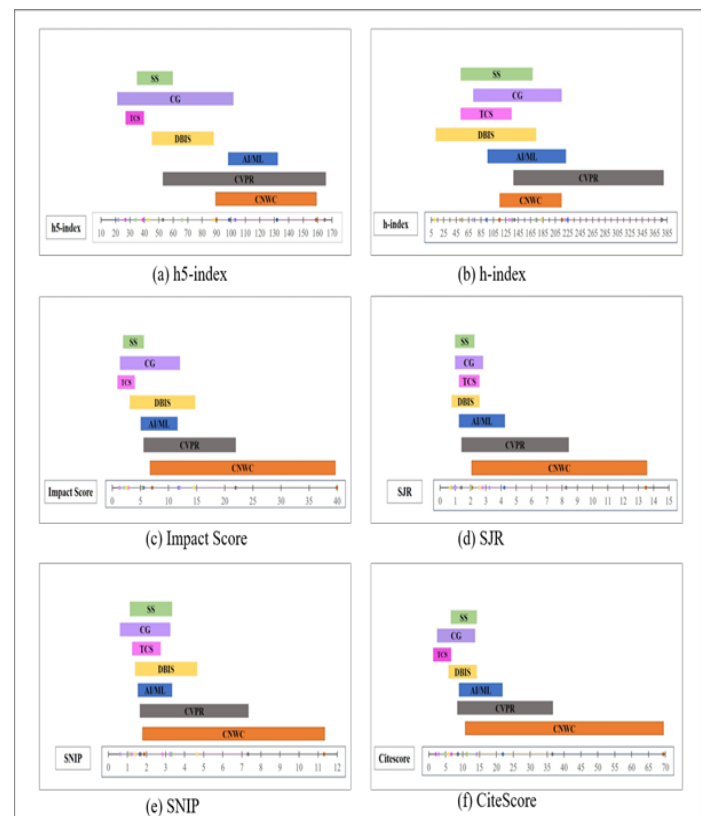 SS
CG
TCS
DBIS
AI/ML
CVPR
CNWC
h5-index
10 20 30 40 50 60 70 80 90 100 110 120 130 140 150 160 170
(a) h5-index
SS
CG
TCS
DBIS
AI/ML
CVPR
CNWC
h-index
5 25 45 65 85 105 125 145 165 185 205 225 245 265 285 305 325 345 365 385
(b) h-index
SS
CG
TCS
DBIS
AI/ML
CVPR
CNWC
Impact Score
0 5 10 15 20 25 30 35 40
(c) Impact Score
SS
CG
TCS
DBIS
AI/ML
CVPR
CNWC
SJR
0 1 2 3 4 5 6 7 8 9 10 11 12 13 14 15
(d) SJR
SS
CG
TCS
DBIS
AI/ML
CVPR
CNWC
SNIP
0 1 2 3 4 5 6 7 8 9 10 11 12
(e) SNIP
SS
CG
TCS
DBIS
AI/ML
CVPR
CNWC
Citescore
0 5 10 15 20 25 30 35 40 45 50 55 60 65 70
(f) CiteScore